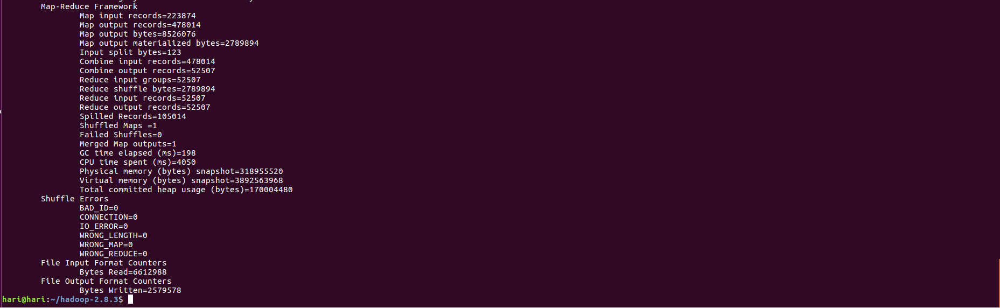 Map-Reduce Framework
Map input records=223874
Map output records=478014
Map output bytes=8526076
Map output materialized bytes=2789894
Input split bytes=123
Combine input records=478014
Combine output records=52507
Reduce input groups=52507
Reduce shuffle bytes=2789894
Reduce input records=52507
Reduce output records=52507
Spilled Records=105014
Shuffled Maps =1
Failed Shuffles=0
Merged Map outputs=1
GC time elapsed (ms)=198
CPU time spent (ms)=4050
Physical memory (bytes) snapshot=318955520
Virtual memory (bytes) snapshot=3892563968
Total committed heap usage (bytes)=170004480
Shuffle Errors
BAD_ID=0
CONNECTION=0
IO_ERROR=0
WRONG_LENGTH=0
WRONG_MAP=0
WRONG_REDUCE=0
File Input Format Counters
Bytes Read=6612988
File Output Format Counters
Bytes Written=2579578
hari@hari:~/hadoop-2.8.3$